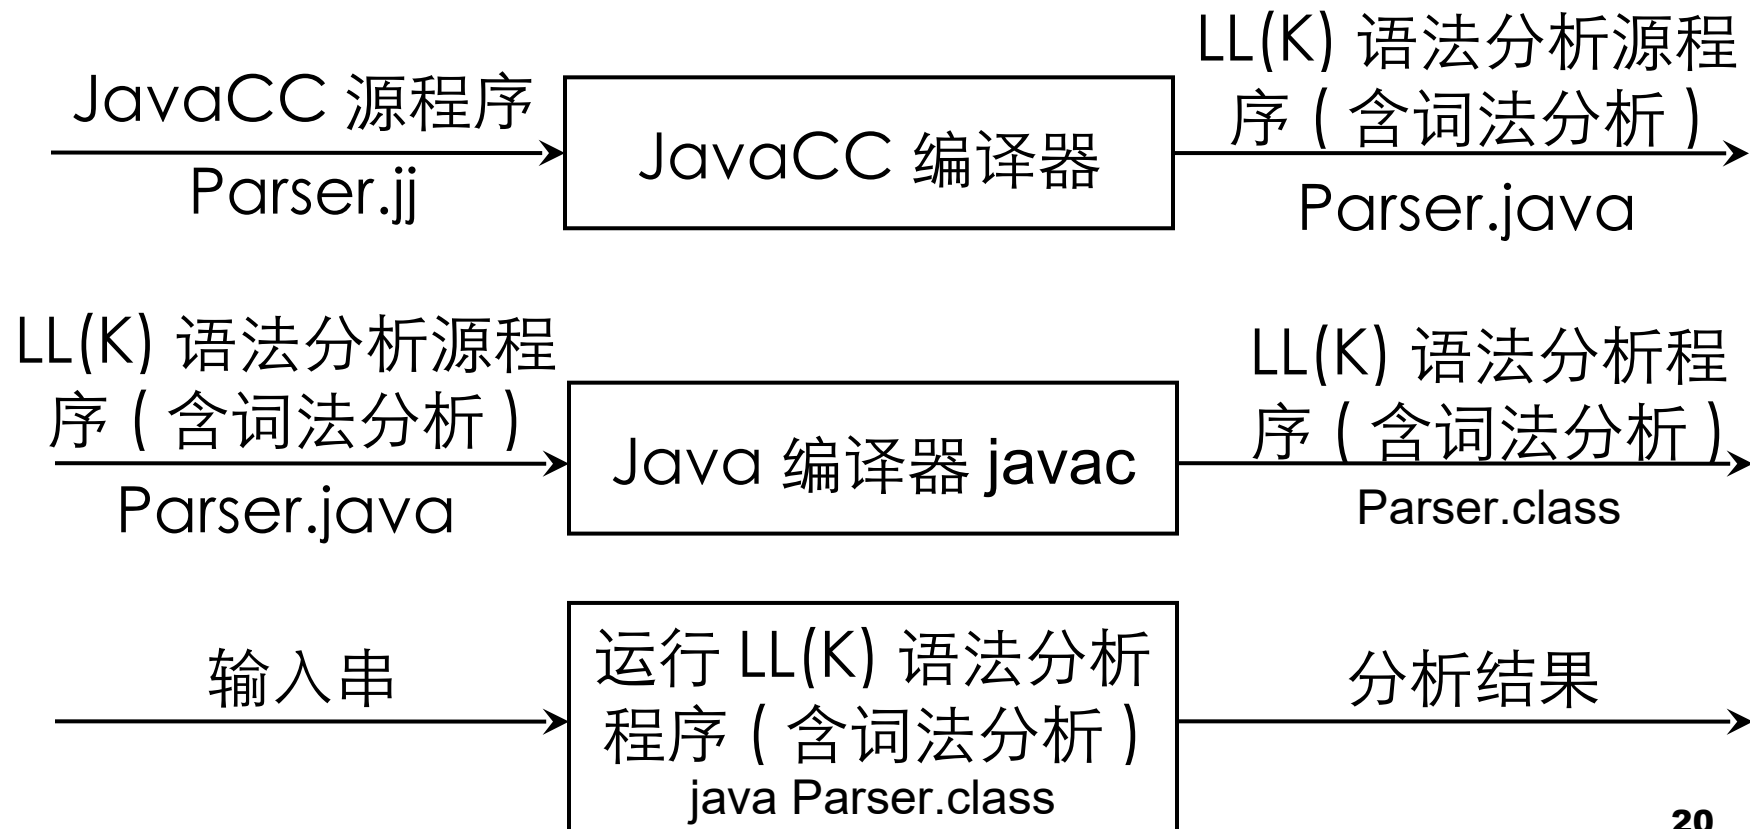 JavaCC 源程序
Parser.jj
JavaCC 编译器
LL(K) 语法分析源程
序 ( 含词法分析 )
Parser.java
LL(K) 语法分析源程
序 ( 含词法分析 )
Parser.java
Java 编译器 javac
LL(K) 语法分析程
序 ( 含词法分析 )
Parser.class
输入串
运行 LL(K) 语法分析
程序 ( 含词法分析 )
java Parser.class
分析结果
20